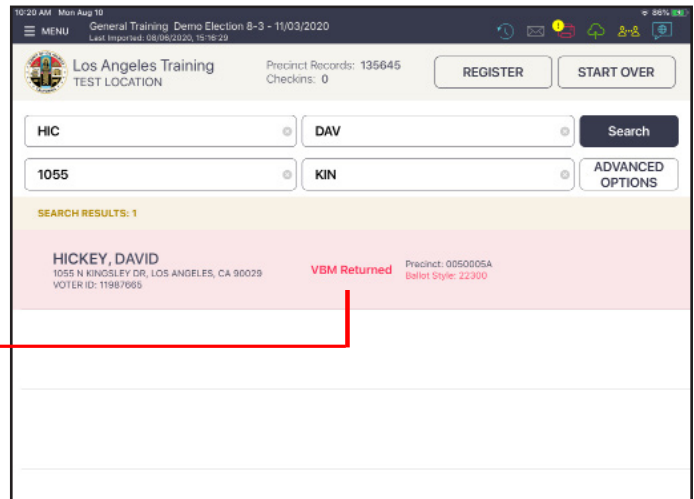 10:20 AM Mon Aug 10
86%
MENU General Training Demo Election 8-3 - 11/03/2020
Last Imported: 08/06/2020, 15:16:29
Los Angeles Training
TEST LOCATION
Precinct Records: 135645
Checkins: 0
REGISTER
START OVER
HIC
DAV
Search
1055
KIN
ADVANCED
OPTIONS
SEARCH RESULTS: 1
HICKEY, DAVID
1055 N KINGSLEY DR, LOS ANGELES, CA 90029
VOTER ID: 11987665
VBM Returned
Precinct: 0050005A
Ballot Style: 22300